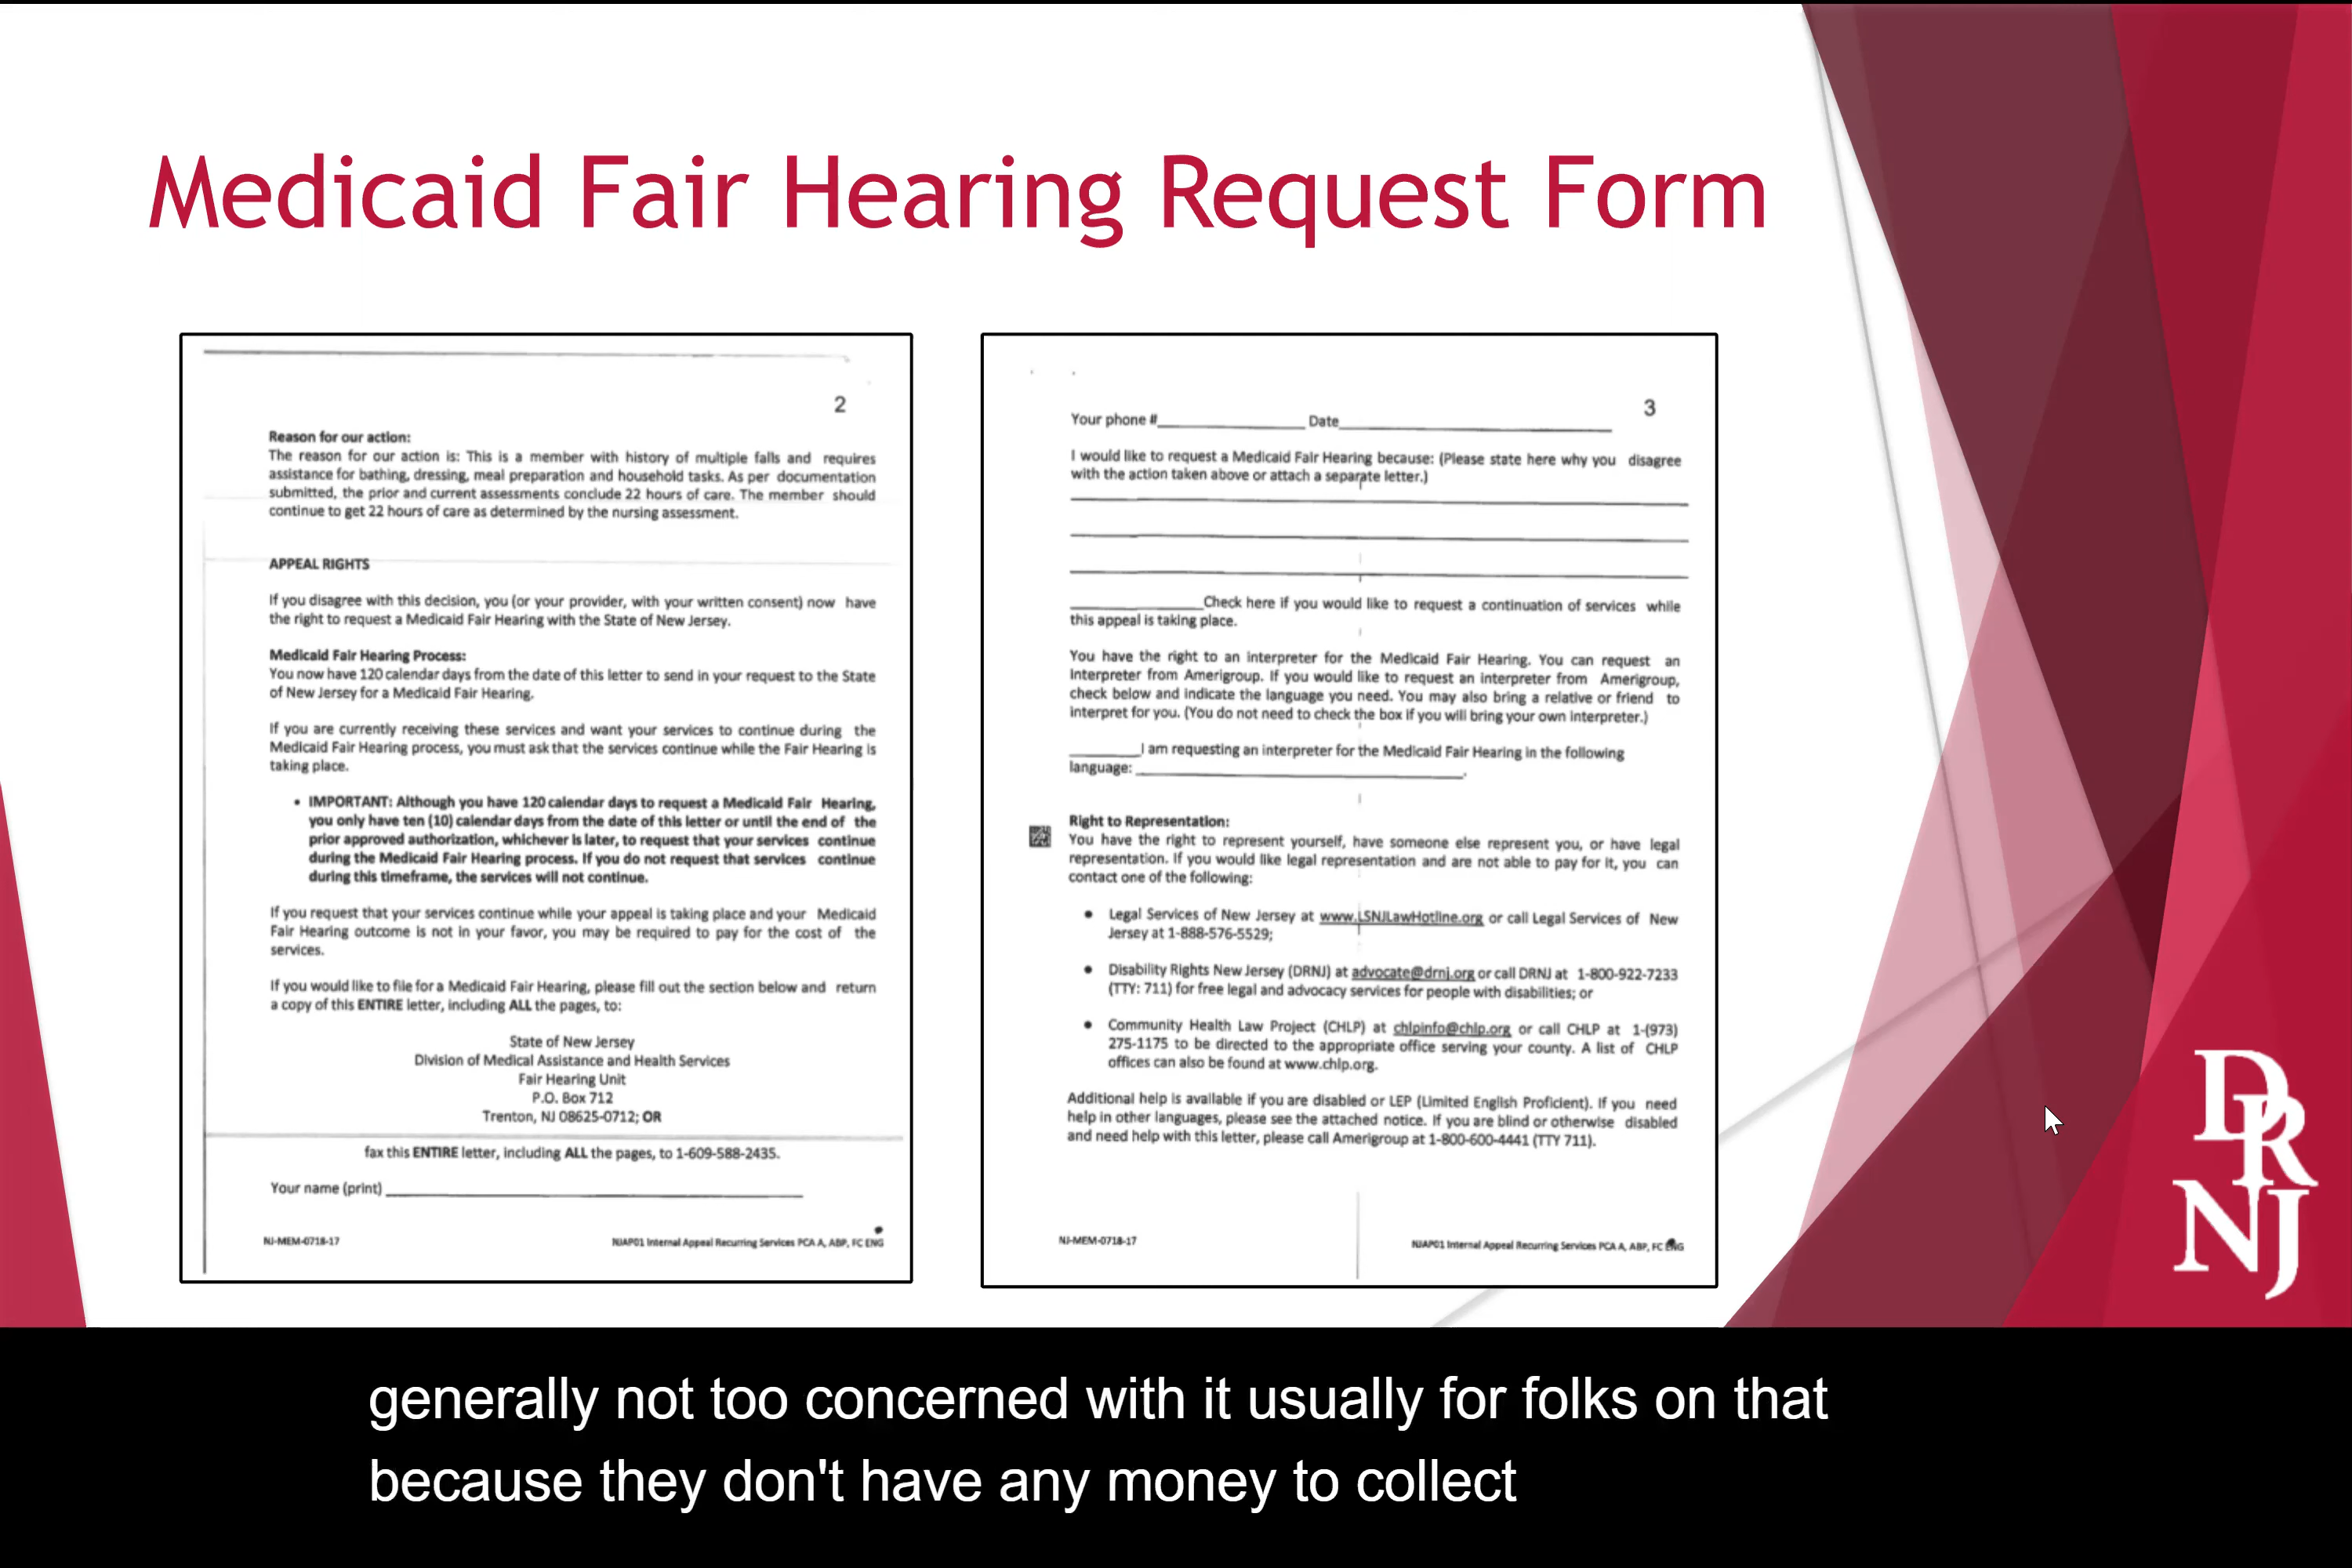 Medicaid Fair Hearing Request Form
2
Reason for our action:
The reason for our action is: This is a member with history of multiple falls and requires
assistance for bathing, dressing, meal preparation and household tasks. As per documentation
submitted, the prior and current assessments conclude 22 hours of care. The member should
continue to get 22 hours of care as determined by the nursing assessment.
APPEAL RIGHTS
If you disagree with this decision, you (or your provider, with your written consent) now have
the right to request a Medicaid Fair Hearing with the State of New Jersey.
Medicaid Fair Hearing Process:
You now have 120 calendar days from the date of this letter to send in your request to the State
of New Jersey for a Medicaid Fair Hearing.
If you are currently receiving these services and want your services to continue during the
Medicaid Fair Hearing process, you must ask that the services continue while the Fair Hearing is
taking place.
• IMPORTANT: Although you have 120 calendar days to request a Medicaid Fair Hearing,
you only have ten (10) calendar days from the date of this letter or until the end of the
prior approved authorization, whichever is later, to request that your services continue
during the Medicaid Fair Hearing process. If you do not request that services continue
during this timeframe, the services will not continue.
If you request that your services continue while your appeal is taking place and your Medicaid
Fair Hearing outcome is not in your favor, you may be required to pay for the cost of the
services.
If you would like to file for a Medicaid Fair Hearing, please fill out the section below and return
a copy of this ENTIRE letter, including ALL the pages, to:
State of New Jersey
Division of Medical Assistance and Health Services
Fair Hearing Unit
P.O. Box 712
Trenton, NJ 08625-0712; OR
fax this ENTIRE letter, including ALL the pages, to 1-609-588-2435.
Your name (print)
NJ-MEM-0718-17 NJAP01 Internal Appeal Recurring Services PCA A, ABP, FC ENG
3
Your phone # Date
I would like to request a Medicaid Fair Hearing because: (Please state here why you disagree
with the action taken above or attach a separate letter.)
Check here if you would like to request a continuation of services while
this appeal is taking place.
You have the right to an interpreter for the Medicaid Fair Hearing. You can request an
Interpreter from Amerigroup. If you would like to request an interpreter from Amerigroup,
check below and indicate the language you need. You may also bring a relative or friend to
interpret for you. (You do not need to check the box if you will bring your own interpreter.)
I am requesting an interpreter for the Medicaid Fair Hearing in the following
language: .
Right to Representation:
You have the right to represent yourself, have someone else represent you, or have legal
representation. If you would like legal representation and are not able to pay for it, you can
contact one of the following:
• Legal Services of New Jersey at www.LSNJLawHotline.org or call Legal Services of New
Jersey at 1-888-576-5529;
• Disability Rights New Jersey (DRNJ) at advocate@drnj.org or call DRNJ at 1-800-922-7233
(TTY: 711) for free legal and advocacy services for people with disabilities; or
• Community Health Law Project (CHLP) at chlpinfo@chlp.org or call CHLP at 1-(973)
275-1175 to be directed to the appropriate office serving your county. A list of CHLP
offices can also be found at www.chlp.org.
Additional help is available if you are disabled or LEP (Limited English Proficient). If you need
help in other languages, please see the attached notice. If you are blind or otherwise disabled
and need help with this letter, please call Amerigroup at 1-800-600-4441 (TTY 711).
NJ-MEM-0718-17 NJAP01 Internal Appeal Recurring Services PCA A, ABP, FC ENG
DR
NJ
generally not too concerned with it usually for folks on that
because they don't have any money to collect